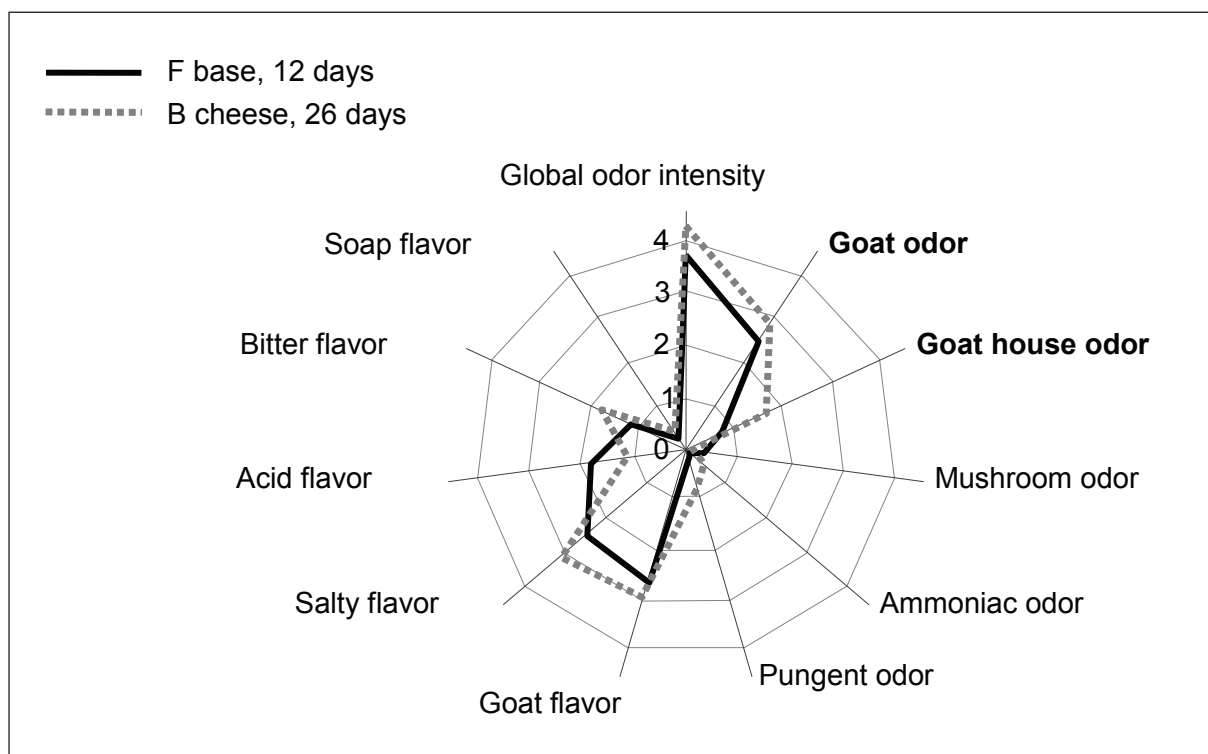 F base, 12 days
B cheese, 26 days
Global odor intensity
Soap flavor
Goat odor
Bitter flavor
Goat house odor
Acid flavor
Mushroom odor
Salty flavor
Ammoniac odor
Goat flavor
Pungent odor
4
3
2
1
0